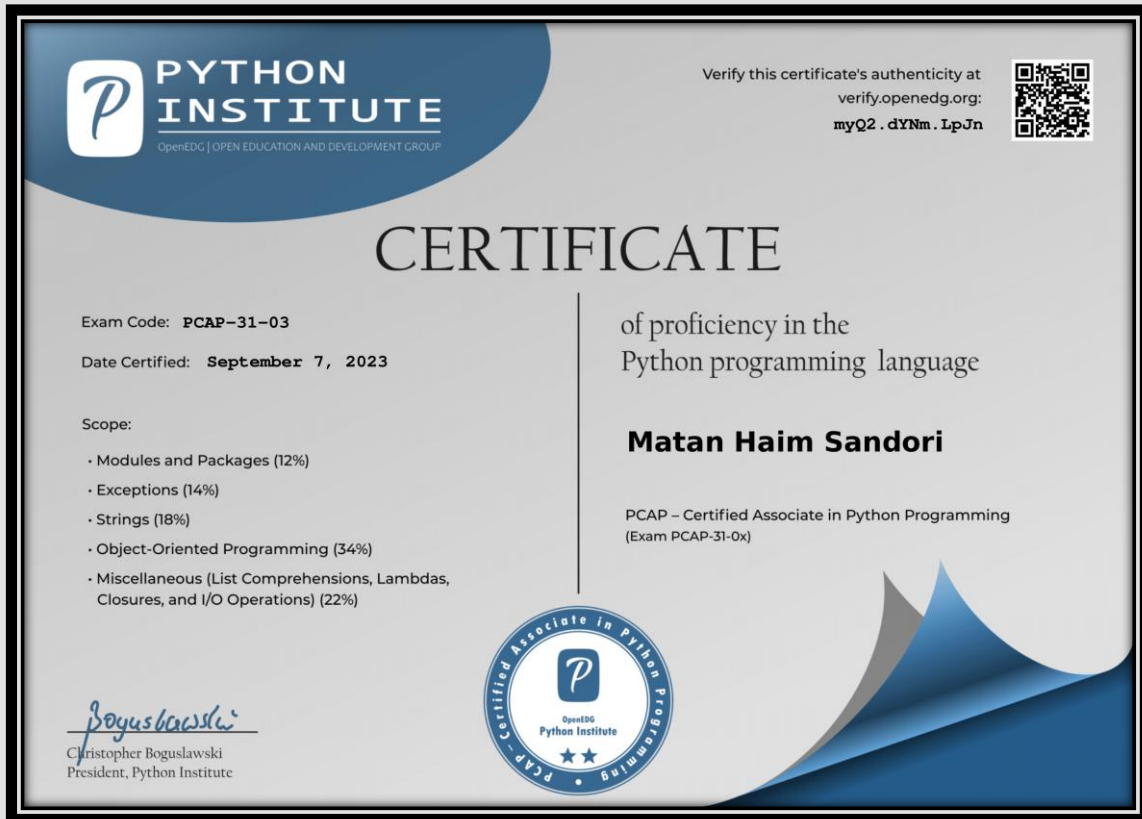 PYTHON
INSTITUTE
OpenEDG | OPEN EDUCATION AND DEVELOPMENT GROUP
Verify this certificate's authenticity at
verify.openedg.org:
myQ2.dYNm.LpJn
CERTIFICATE
Exam Code: PCAP-31-03
Date Certified: September 7, 2023
Scope:
• Modules and Packages (12%)
• Exceptions (14%)
• Strings (18%)
• Object-Oriented Programming (34%)
• Miscellaneous (List Comprehensions, Lambdas,
Closures, and I/O Operations) (22%)
of proficiency in the
Python programming language
Matan Haim Sandori
PCAP – Certified Associate in Python Programming
(Exam PCAP-31-0x)
Boguslawski
Christopher Boguslawski
President, Python Institute
PCAP – Certified Associate in Python Programming •
OpenEDG
Python Institute